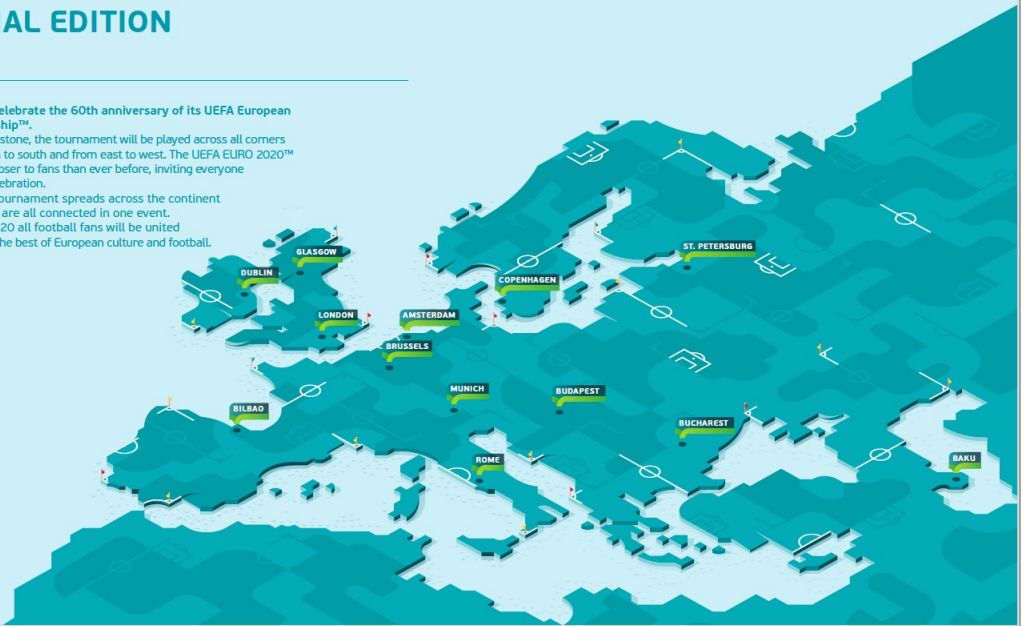 IAL EDITION
elebrate the 60th anniversary of its UEFA European
hip™.
stone, the tournament will be played across all corners
to south and from east to west. The UEFA EURO 2020™
oser to fans than ever before, inviting everyone
ebration.
ournament spreads across the continent
are all connected in one event.
20 all football fans will be united
he best of European culture and football.
GLASGOW
ST. PETERSBURG
DUBLIN
COPENHAGEN
LONDON
AMSTERDAM
BRUSSELS
MUNICH
BUDAPEST
BILBAO
BUCHAREST
ROME
BAKU